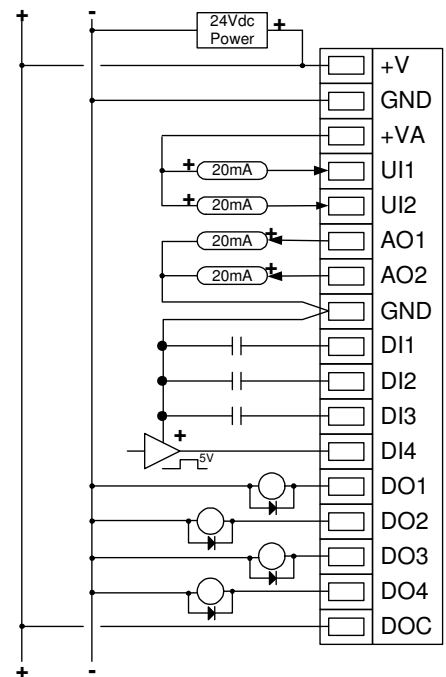 + -
24Vdc +
Power
+V
GND
+VA
+ 20mA UI1
+ 20mA UI2
20mA + AO1
20mA + AO2
GND
DI1
DI2
DI3
+
DI4
5V
DO1
DO2
DO3
DO4
DOC
+ -